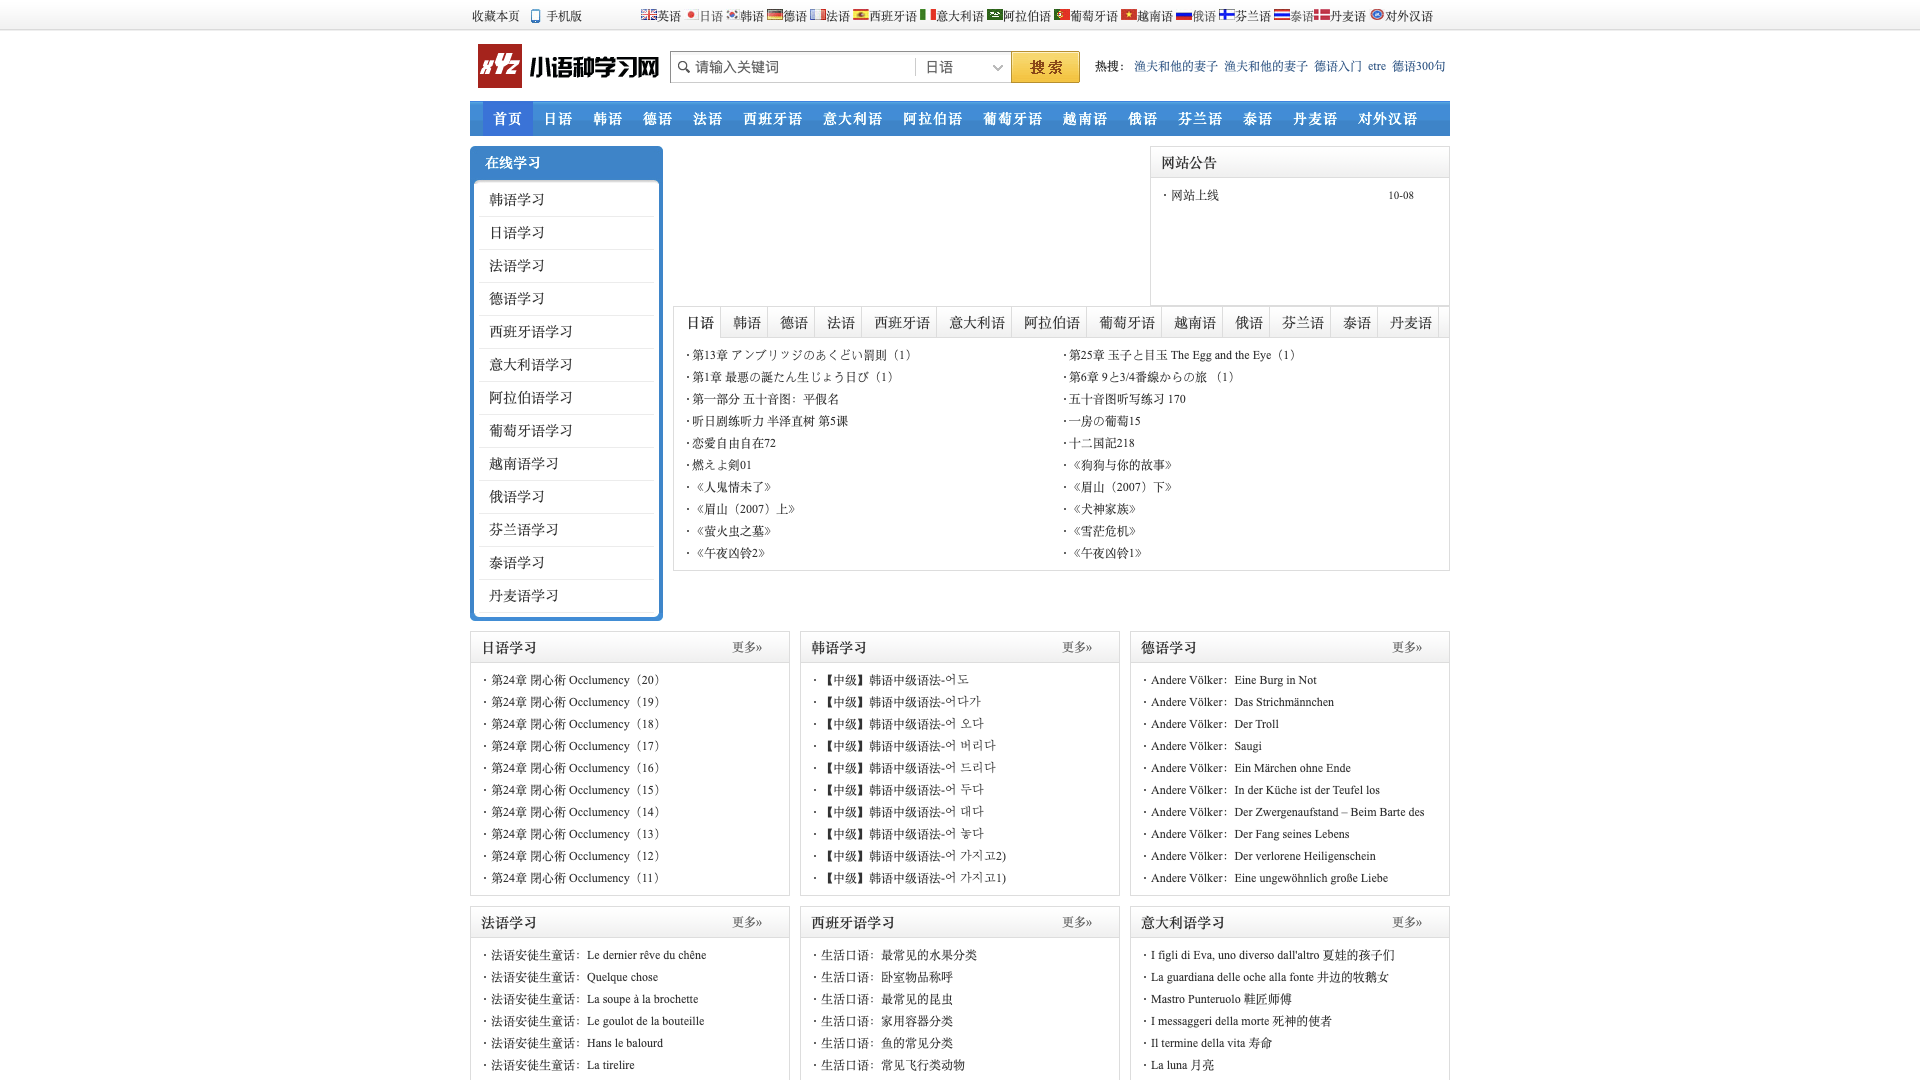 收藏本页 手机版 英语 日语 韩语 德语 法语 西班牙语 意大利语 阿拉伯语 葡萄牙语 越南语 俄语 芬兰语 泰语 丹麦语 对外汉语
XYZ 小语种学习网 请输入关键词 日语 搜索 热搜： 渔夫和他的妻子 渔夫和他的妻子 德语入门 etre 德语300句
首页 日语 韩语 德语 法语 西班牙语 意大利语 阿拉伯语 葡萄牙语 越南语 俄语 芬兰语 泰语 丹麦语 对外汉语
在线学习
韩语学习
日语学习
法语学习
德语学习
西班牙语学习
意大利语学习
阿拉伯语学习
葡萄牙语学习
越南语学习
俄语学习
芬兰语学习
泰语学习
丹麦语学习
网站公告
· 网站上线 10-08
日语 韩语 德语 法语 西班牙语 意大利语 阿拉伯语 葡萄牙语 越南语 俄语 芬兰语 泰语 丹麦语
· 第13章 アンブリッジのあくどい罰則（1） · 第25章 玉子と目玉 The Egg and the Eye（1）
· 第1章 最悪の誕たん生じょう日び（1） · 第6章 9と3/4番線からの旅 （1）
· 第一部分 五十音图：平假名 · 五十音图听写练习 170
· 听日剧练听力 半泽直树 第5课 · 一房の葡萄15
· 恋爱自由自在72 · 十二国記218
· 燃えよ剣01 · 《狗狗与你的故事》
· 《人鬼情未了》 · 《眉山（2007）下》
· 《眉山（2007）上》 · 《犬神家族》
· 《萤火虫之墓》 · 《雪茫危机》
· 《午夜凶铃2》 · 《午夜凶铃1》
日语学习 更多»
· 第24章 閉心術 Occlumency（20）
· 第24章 閉心術 Occlumency（19）
· 第24章 閉心術 Occlumency（18）
· 第24章 閉心術 Occlumency（17）
· 第24章 閉心術 Occlumency（16）
· 第24章 閉心術 Occlumency（15）
· 第24章 閉心術 Occlumency（14）
· 第24章 閉心術 Occlumency（13）
· 第24章 閉心術 Occlumency（12）
· 第24章 閉心術 Occlumency（11）
韩语学习 更多»
· 【中级】韩语中级语法-어도
· 【中级】韩语中级语法-어다가
· 【中级】韩语中级语法-어 오다
· 【中级】韩语中级语法-어 버리다
· 【中级】韩语中级语法-어 드리다
· 【中级】韩语中级语法-어 두다
· 【中级】韩语中级语法-어 대다
· 【中级】韩语中级语法-어 놓다
· 【中级】韩语中级语法-어 가지고2)
· 【中级】韩语中级语法-어 가지고1)
德语学习 更多»
· Andere Völker：Eine Burg in Not
· Andere Völker：Das Strichmännchen
· Andere Völker：Der Troll
· Andere Völker：Saugi
· Andere Völker：Ein Märchen ohne Ende
· Andere Völker：In der Küche ist der Teufel los
· Andere Völker：Der Zwergenaufstand – Beim Barte des
· Andere Völker：Der Fang seines Lebens
· Andere Völker：Der verlorene Heiligenschein
· Andere Völker：Eine ungewöhnlich große Liebe
法语学习 更多»
· 法语安徒生童话：Le dernier rêve du chêne
· 法语安徒生童话：Quelque chose
· 法语安徒生童话：La soupe à la brochette
· 法语安徒生童话：Le goulot de la bouteille
· 法语安徒生童话：Hans le balourd
· 法语安徒生童话：La tirelire
西班牙语学习 更多»
· 生活口语：最常见的水果分类
· 生活口语：卧室物品称呼
· 生活口语：最常见的昆虫
· 生活口语：家用容器分类
· 生活口语：鱼的常见分类
· 生活口语：常见飞行类动物
意大利语学习 更多»
· I figli di Eva, uno diverso dall'altro 夏娃的孩子们
· La guardiana delle oche alla fonte 井边的牧鹅女
· Mastro Punteruolo 鞋匠师傅
· I messaggeri della morte 死神的使者
· Il termine della vita 寿命
· La luna 月亮